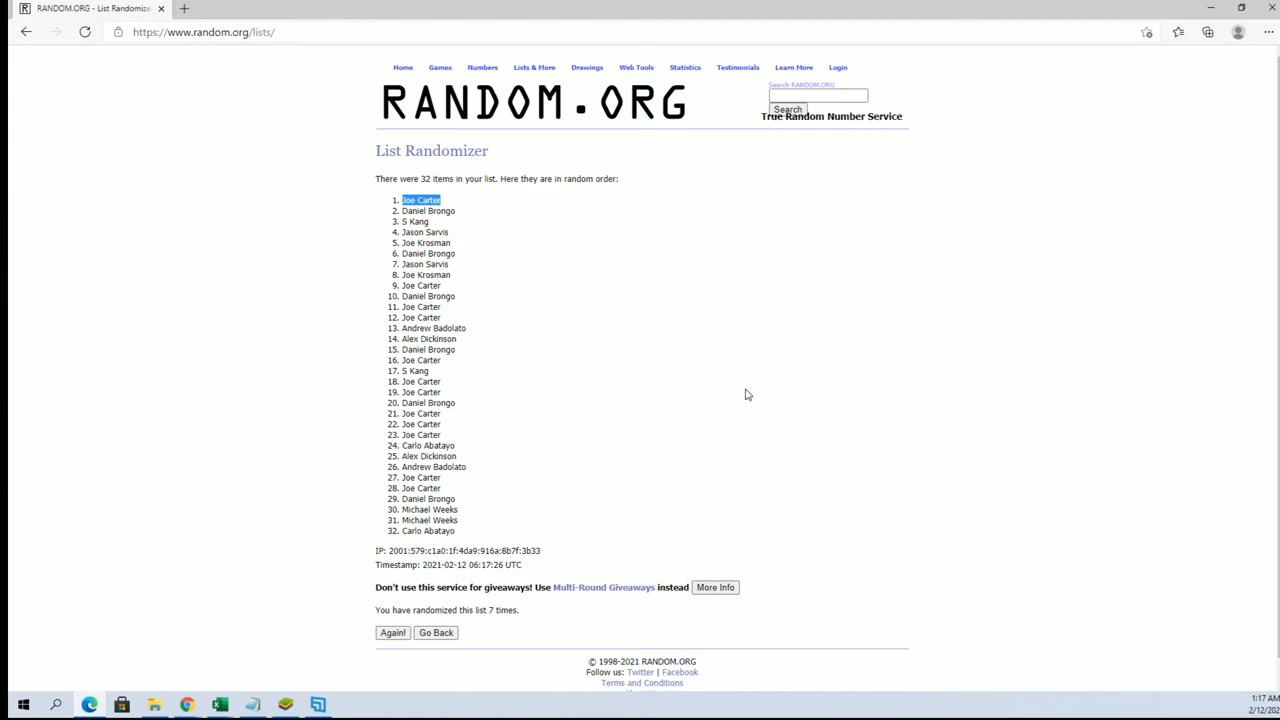 RANDOM.ORG - List Randomize
https://www.random.org/lists/
Home Games Numbers Lists & More Drawings Web Tools Statistics Testimonials Learn More Login
Search RANDOM.ORG
Search
RANDOM.ORG
True Random Number Service
List Randomizer
There were 32 items in your list. Here they are in random order:
1. Joe Carter
2. Daniel Brongo
3. S Kang
4. Jason Sarvis
5. Joe Krosman
6. Daniel Brongo
7. Jason Sarvis
8. Joe Krosman
9. Joe Carter
10. Daniel Brongo
11. Joe Carter
12. Joe Carter
13. Andrew Badolato
14. Alex Dickinson
15. Daniel Brongo
16. Joe Carter
17. S Kang
18. Joe Carter
19. Joe Carter
20. Daniel Brongo
21. Joe Carter
22. Joe Carter
23. Joe Carter
24. Carlo Abatayo
25. Alex Dickinson
26. Andrew Badolato
27. Joe Carter
28. Joe Carter
29. Daniel Brongo
30. Michael Weeks
31. Michael Weeks
32. Carlo Abatayo
IP: 2001:579:c1a0:1f:4da9:916a:8b7f:3b33
Timestamp: 2021-02-12 06:17:26 UTC
Don't use this service for giveaways! Use Multi-Round Giveaways instead More Info
You have randomized this list 7 times.
Again! Go Back
© 1998-2021 RANDOM.ORG
Follow us: Twitter | Facebook
Terms and Conditions
1:17 AM
2/12/202